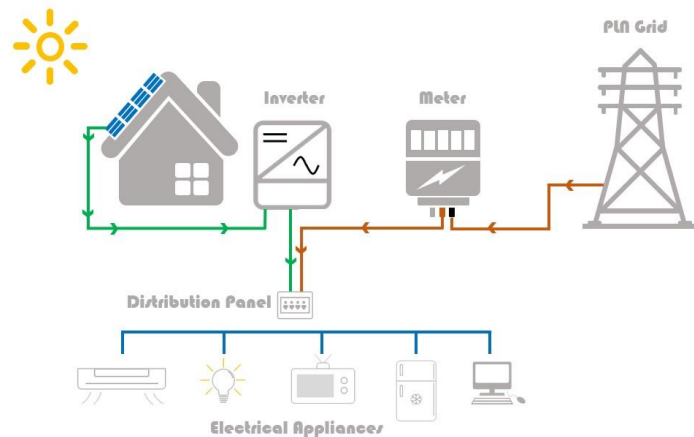 PLN Grid
Inverter
Meter
Distribution Panel
Electrical Appliances